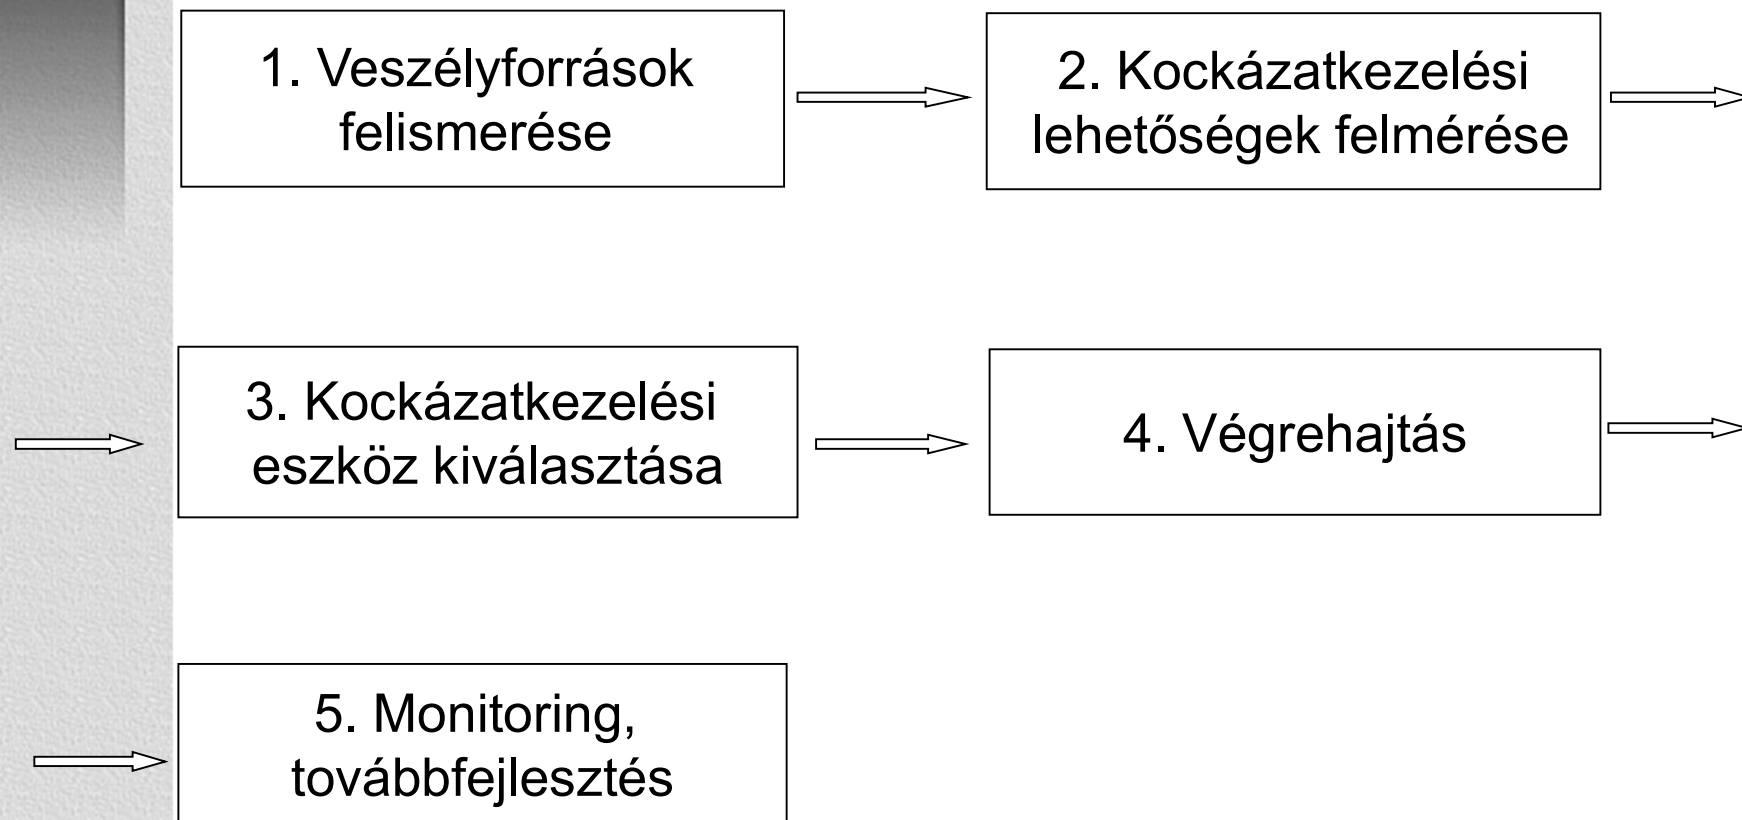 1. Veszélyforrások
felismerése
2. Kockázatkezelési
lehetőségek felmérése
3. Kockázatkezelési
eszköz kiválasztása
4. Végrehajtás
5. Monitoring,
továbbfejlesztés